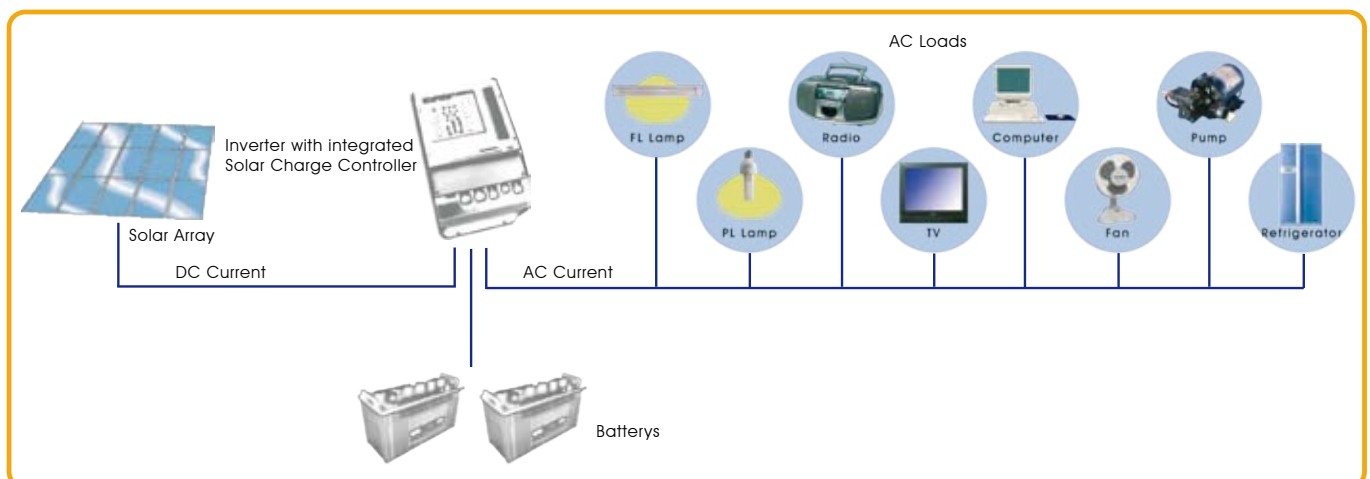 AC Loads
FL Lamp
Radio
Computer
Pump
Inverter with integrated
Solar Charge Controller
PL Lamp
TV
Fan
Refrigerator
Solar Array
DC Current
AC Current
Batterys